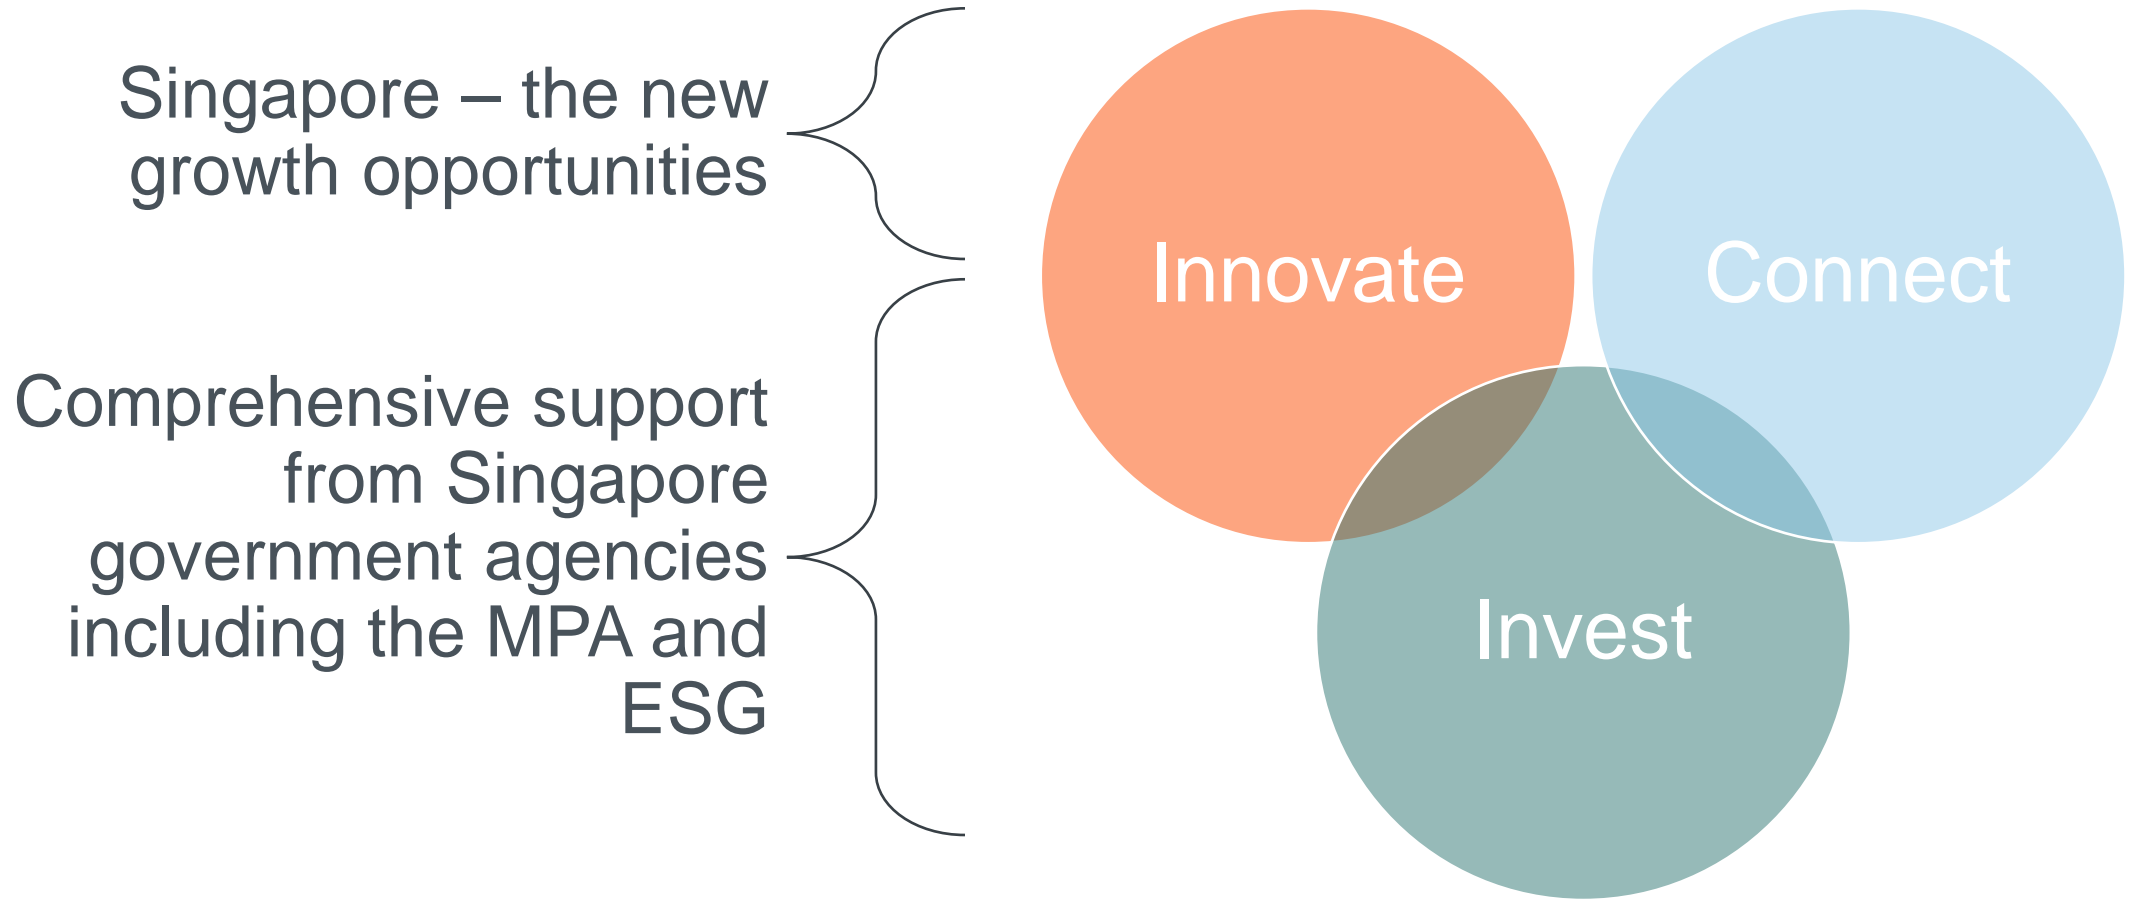 Singapore – the new
growth opportunities
Comprehensive support
from Singapore
government agencies
including the MPA and
ESG
Innovate
Connect
Invest